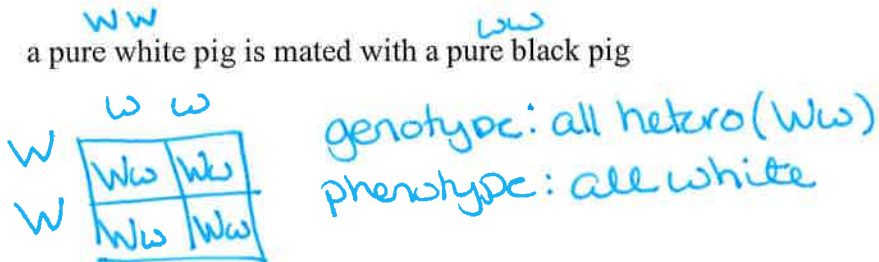 WW ww
a pure white pig is mated with a pure black pig
w w
W Ww Ww
W Ww Ww
genotype: all hetero (Ww)
phenotype: all white